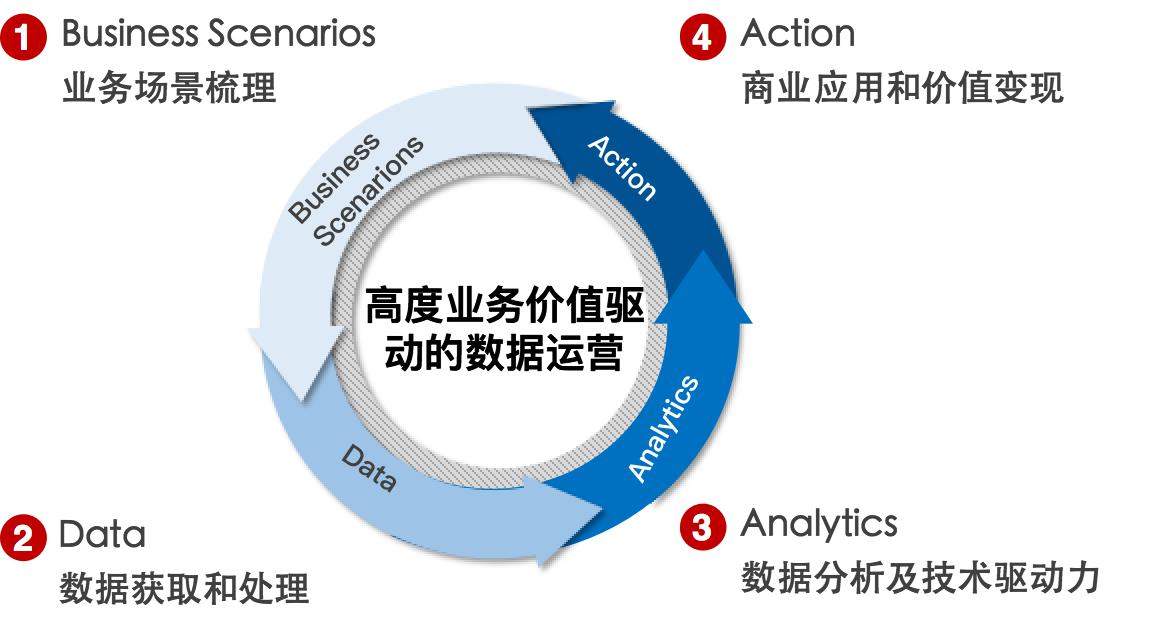 1 Business Scenarios
业务场景梳理
4 Action
商业应用和价值变现
Business
Scenarions
Action
高度业务价值驱
动的数据运营
Data
Analytics
2 Data
数据获取和处理
3 Analytics
数据分析及技术驱动力